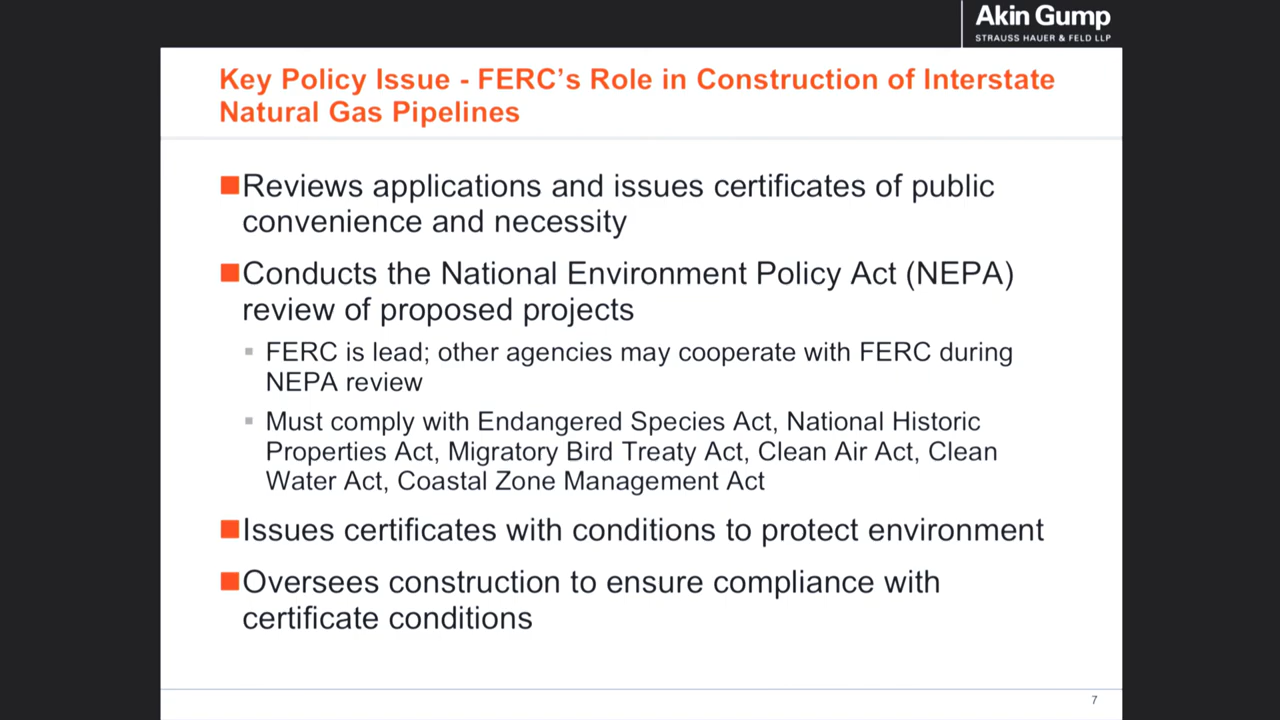 Akin Gump
STRAUSS HAUER & FELD LLP
Key Policy Issue - FERC's Role in Construction of Interstate
Natural Gas Pipelines
Reviews applications and issues certificates of public
convenience and necessity
Conducts the National Environment Policy Act (NEPA)
review of proposed projects
FERC is lead; other agencies may cooperate with FERC during
NEPA review
Must comply with Endangered Species Act, National Historic
Properties Act, Migratory Bird Treaty Act, Clean Air Act, Clean
Water Act, Coastal Zone Management Act
Issues certificates with conditions to protect environment
Oversees construction to ensure compliance with
certificate conditions
7